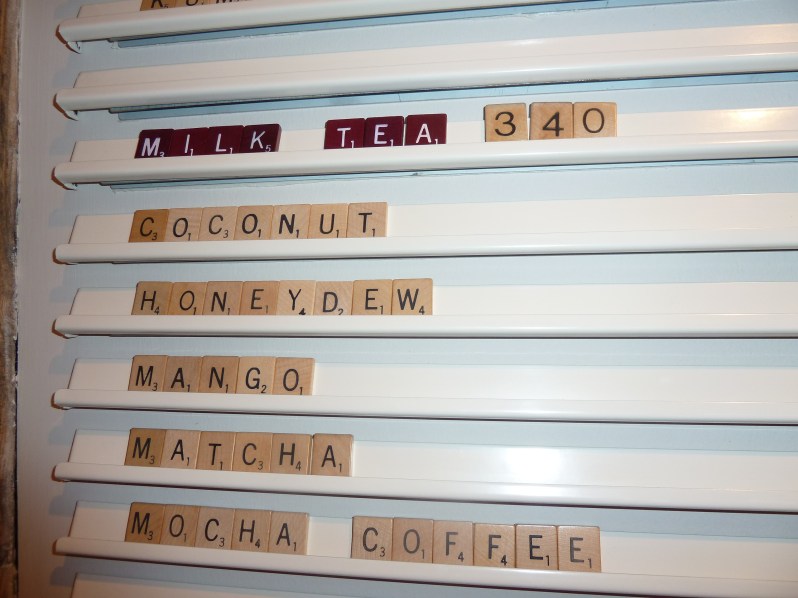 MILK TEA 340
COCONUT
HONEYDEW
MANGO
MATCHA
MOCHA COFFEE